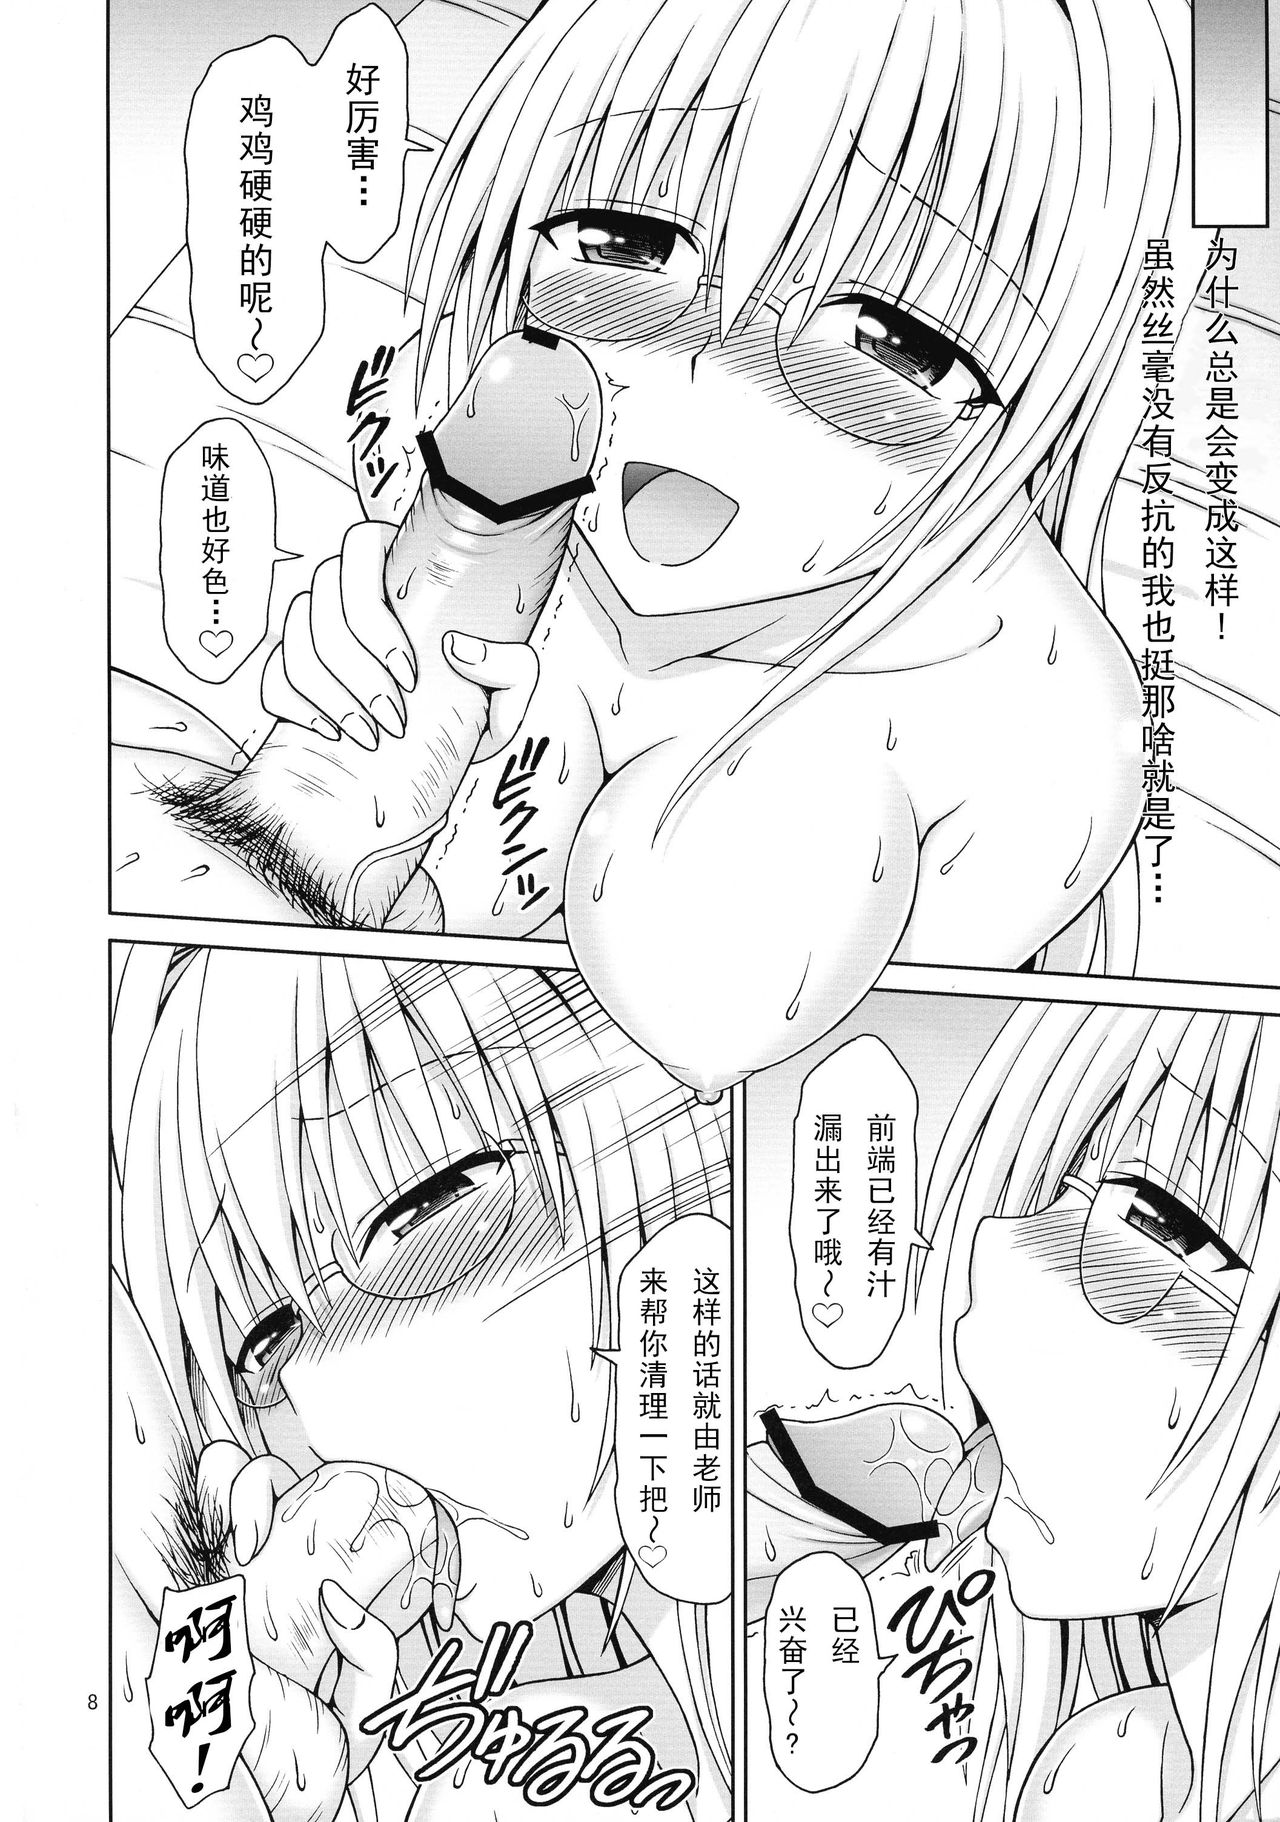 为什么总是会变成这样！
虽然丝毫没有反抗的我也挺那啥就是了…
好厉害…
鸡鸡硬硬的呢～♡
味道也好色…♡
ビクッ
ビクッ
前端已经有汁
漏出来了哦～♡
已经
兴奋了～?
ぴちゃっ
这样的话就由老师
来帮你清理一下把～♡
ぢゅるるっ
啊啊！
8